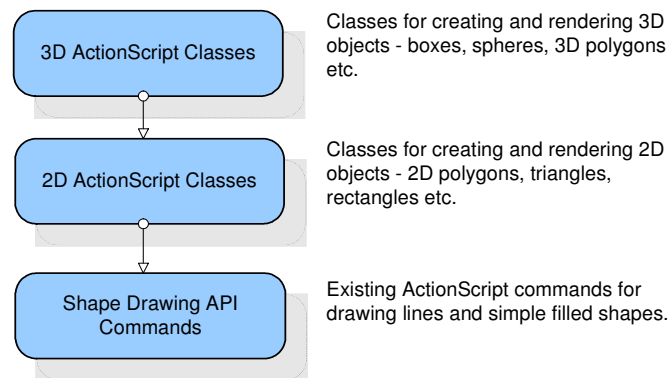 3D ActionScript Classes
Classes for creating and rendering 3D
objects - boxes, spheres, 3D polygons
etc.
2D ActionScript Classes
Classes for creating and rendering 2D
objects - 2D polygons, triangles,
rectangles etc.
Shape Drawing API
Commands
Existing ActionScript commands for
drawing lines and simple filled shapes.